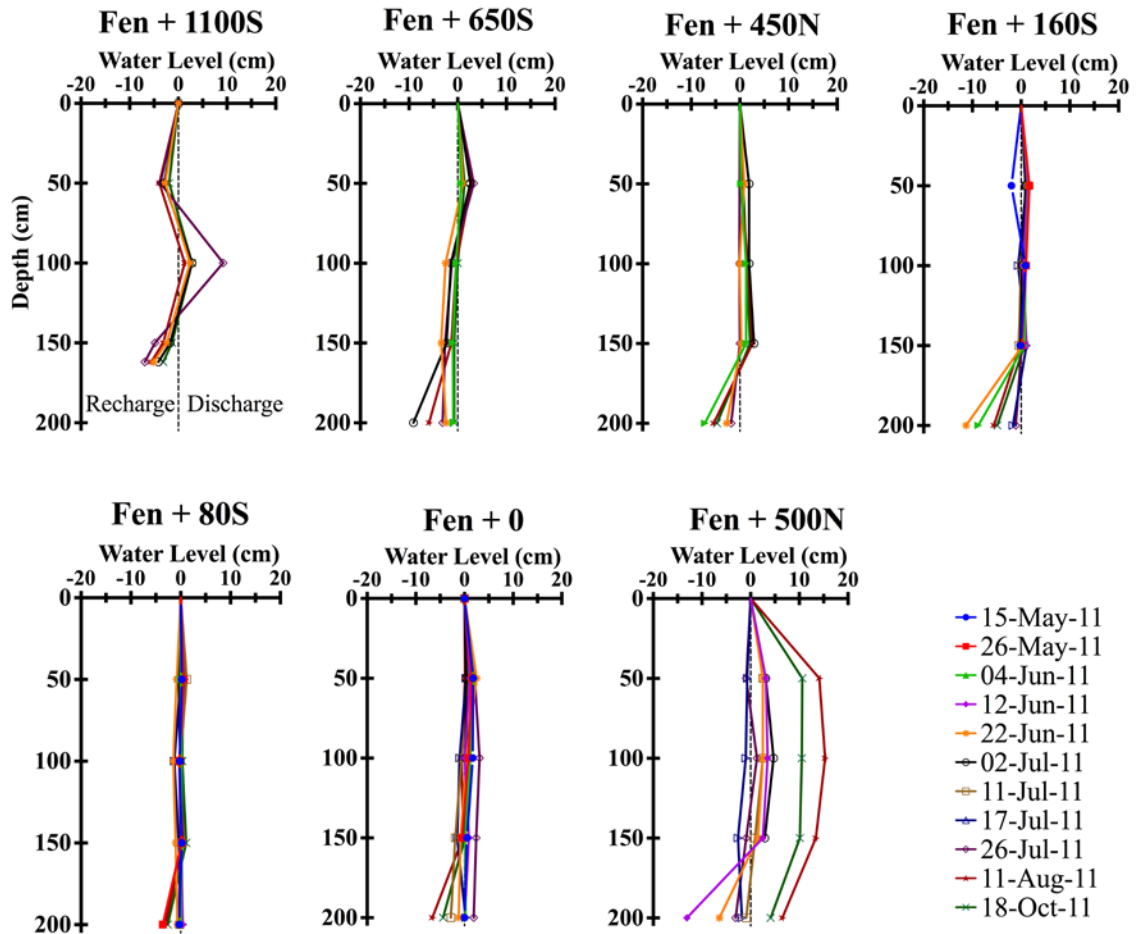 Fen + 1100S Fen + 650S Fen + 450N Fen + 160S
Water Level (cm) Water Level (cm) Water Level (cm) Water Level (cm)
-20 -10 0 10 20 -20 -10 0 10 20 -20 -10 0 10 20 -20 -10 0 10 20
0 0 0 0
50 50 50 50
Depth (cm)
100 100 100 100
150 150 150 150
Recharge Discharge
200 200 200 200
Fen + 80S Fen + 0 Fen + 500N
Water Level (cm) Water Level (cm) Water Level (cm)
-20 -10 0 10 20 -20 -10 0 10 20 -20 -10 0 10 20
0 0 0
50 50 50
100 100 100
150 150 150
200 200 200
15-May-11
26-May-11
04-Jun-11
12-Jun-11
22-Jun-11
02-Jul-11
11-Jul-11
17-Jul-11
26-Jul-11
11-Aug-11
18-Oct-11